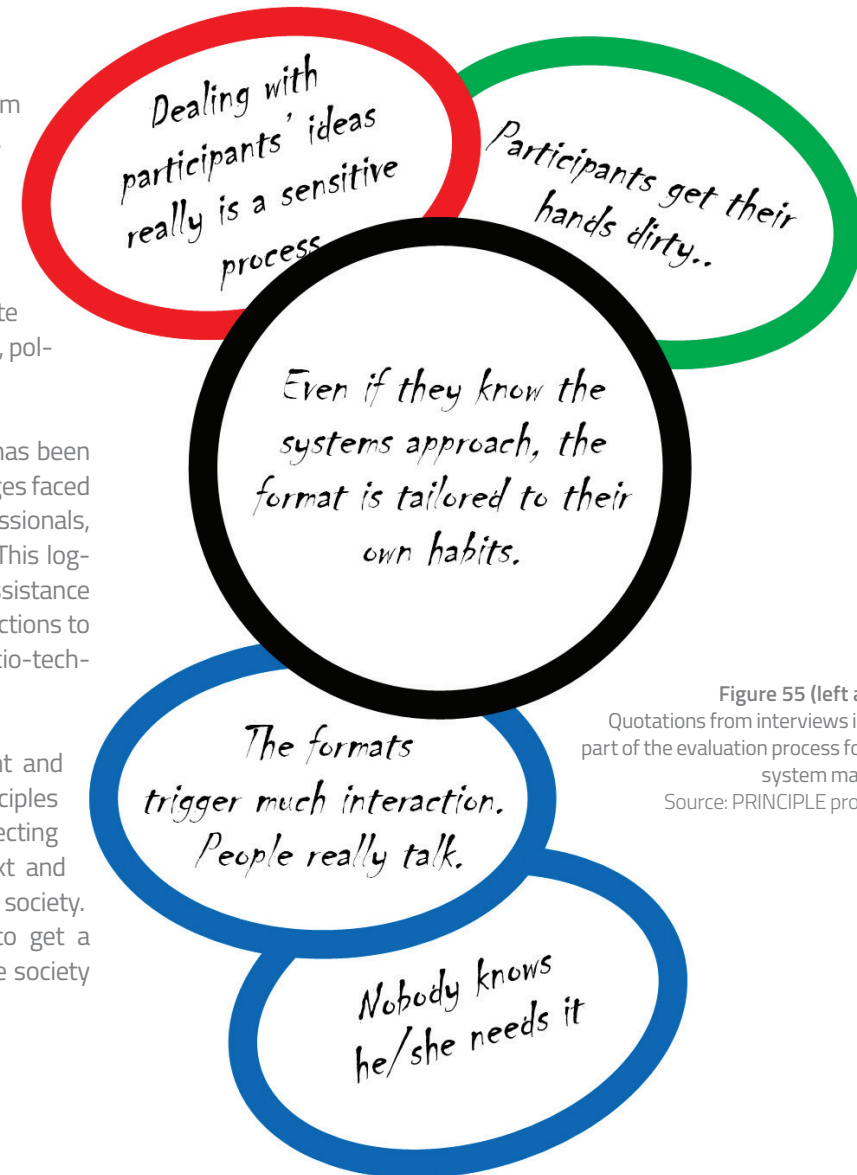 m
te
, pol-
has been
ges faced
essionals,
This log-
ssistance
ctions to
cio-tech-
nt and
ciples
ecting
xt and
society.
to get a
e society
Dealing with
participants' ideas
really is a sensitive
process
Participants get their
hands dirty..
Even if they know the
systems approach, the
format is tailored to their
own habits.
The formats
trigger much interaction.
People really talk.
Nobody knows
he/she needs it
Figure 55 (left a
Quotations from interviews i
part of the evaluation process fo
system ma
Source: PRINCIPLE pro